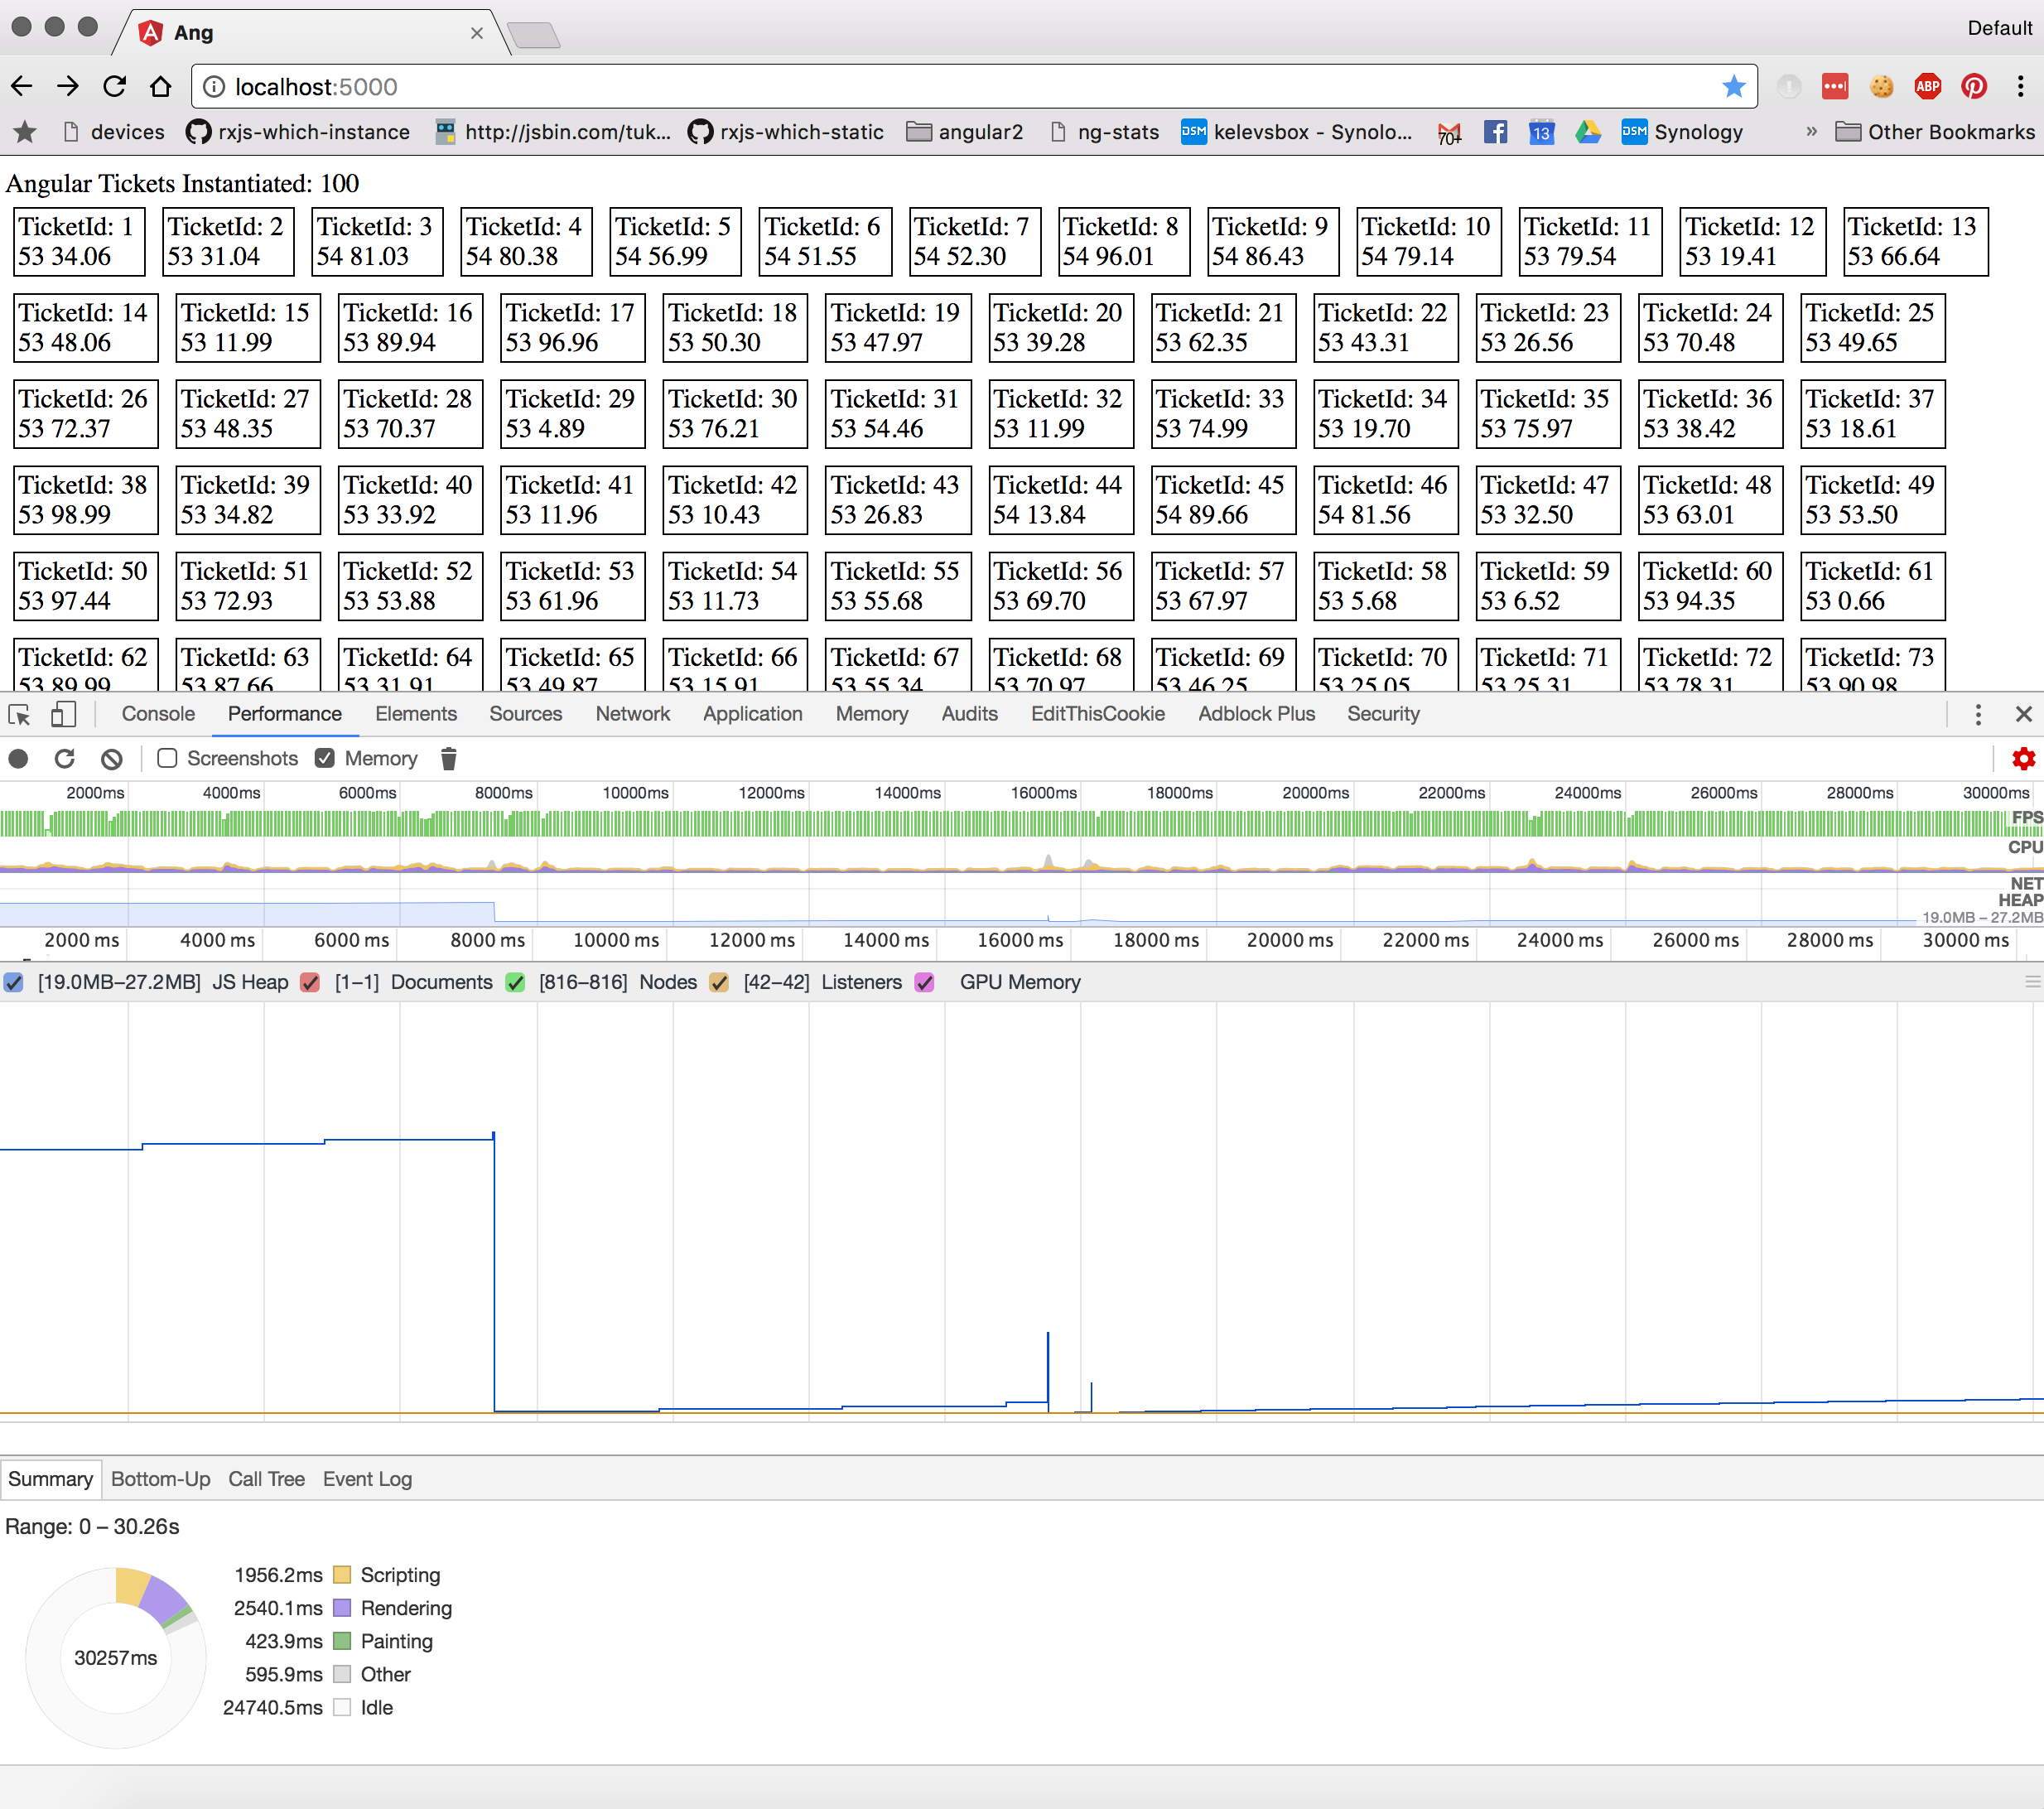 Ang
Default
localhost:5000
ABP
devices rxjs-which-instance http://jsbin.com/tuk... rxjs-which-static angular2 ng-stats DSM kelevsbox - Synolo... 70+ 13 DSM Synology » Other Bookmarks
Angular Tickets Instantiated: 100
TicketId: 1 TicketId: 2 TicketId: 3 TicketId: 4 TicketId: 5 TicketId: 6 TicketId: 7 TicketId: 8 TicketId: 9 TicketId: 10 TicketId: 11 TicketId: 12 TicketId: 13
53 34.06 53 31.04 54 81.03 54 80.38 54 56.99 54 51.55 54 52.30 54 96.01 54 86.43 54 79.14 53 79.54 53 19.41 53 66.64
TicketId: 14 TicketId: 15 TicketId: 16 TicketId: 17 TicketId: 18 TicketId: 19 TicketId: 20 TicketId: 21 TicketId: 22 TicketId: 23 TicketId: 24 TicketId: 25
53 48.06 53 11.99 53 89.94 53 96.96 53 50.30 53 47.97 53 39.28 53 62.35 53 43.31 53 26.56 53 70.48 53 49.65
TicketId: 26 TicketId: 27 TicketId: 28 TicketId: 29 TicketId: 30 TicketId: 31 TicketId: 32 TicketId: 33 TicketId: 34 TicketId: 35 TicketId: 36 TicketId: 37
53 72.37 53 48.35 53 70.37 53 4.89 53 76.21 53 54.46 53 11.99 53 74.99 53 19.70 53 75.97 53 38.42 53 18.61
TicketId: 38 TicketId: 39 TicketId: 40 TicketId: 41 TicketId: 42 TicketId: 43 TicketId: 44 TicketId: 45 TicketId: 46 TicketId: 47 TicketId: 48 TicketId: 49
53 98.99 53 34.82 53 33.92 53 11.96 53 10.43 53 26.83 54 13.84 54 89.66 54 81.56 53 32.50 53 63.01 53 53.50
TicketId: 50 TicketId: 51 TicketId: 52 TicketId: 53 TicketId: 54 TicketId: 55 TicketId: 56 TicketId: 57 TicketId: 58 TicketId: 59 TicketId: 60 TicketId: 61
53 97.44 53 72.93 53 53.88 53 61.96 53 11.73 53 55.68 53 69.70 53 67.97 53 5.68 53 6.52 53 94.35 53 0.66
TicketId: 62 TicketId: 63 TicketId: 64 TicketId: 65 TicketId: 66 TicketId: 67 TicketId: 68 TicketId: 69 TicketId: 70 TicketId: 71 TicketId: 72 TicketId: 73
53 89.99 53 87.66 53 31.91 53 49.87 53 15.91 53 55.34 53 70.97 53 46.25 53 25.05 53 25.31 53 78.31 53 90.98
Console Performance Elements Sources Network Application Memory Audits EditThisCookie Adblock Plus Security
Screenshots Memory
2000ms 4000ms 6000ms 8000ms 10000ms 12000ms 14000ms 16000ms 18000ms 20000ms 22000ms 24000ms 26000ms 28000ms 30000ms
FPS
CPU
NET
HEAP
19.0MB – 27.2MB
2000 ms 4000 ms 6000 ms 8000 ms 10000 ms 12000 ms 14000 ms 16000 ms 18000 ms 20000 ms 22000 ms 24000 ms 26000 ms 28000 ms 30000 ms
[19.0MB–27.2MB] JS Heap [1–1] Documents [816–816] Nodes [42–42] Listeners GPU Memory
Summary Bottom-Up Call Tree Event Log
Range: 0 – 30.26s
1956.2ms Scripting
2540.1ms Rendering
423.9ms Painting
30257ms
595.9ms Other
24740.5ms Idle